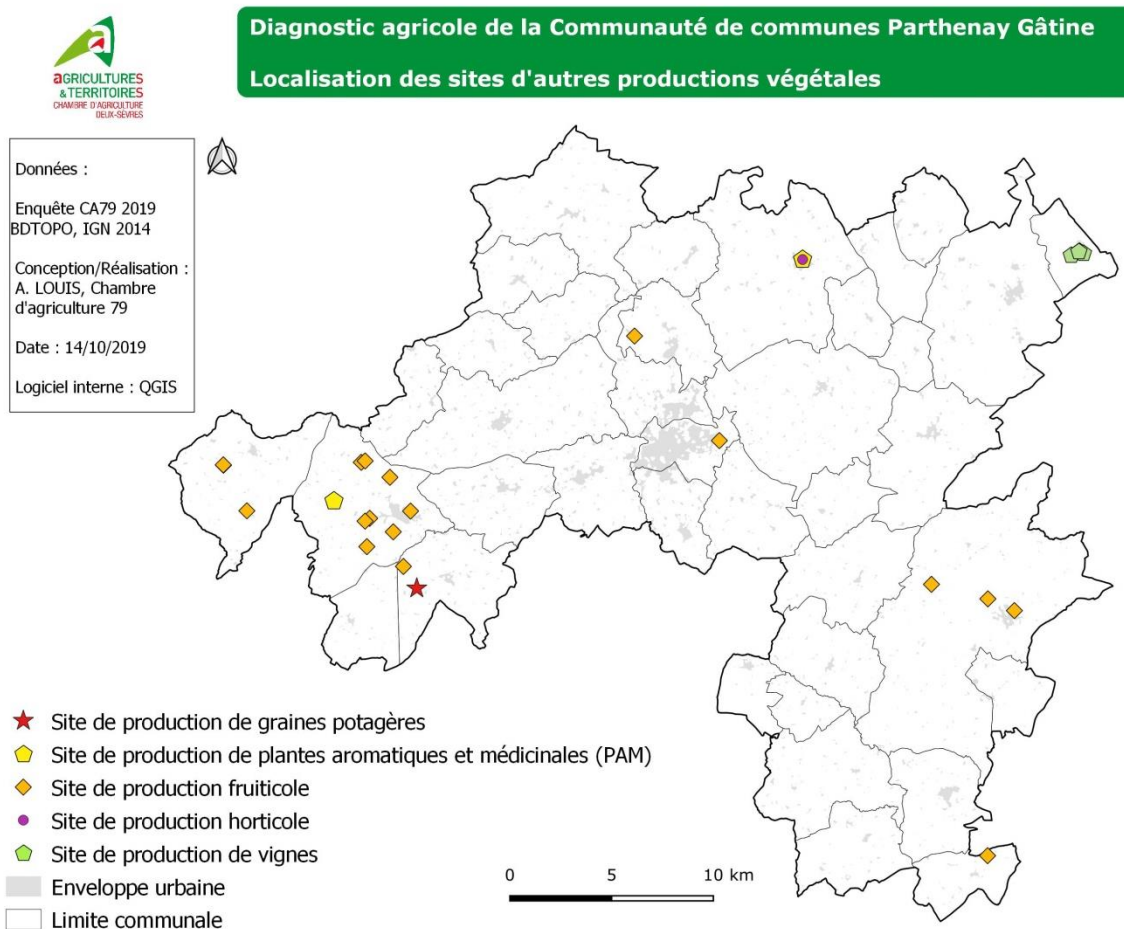 Diagnostic agricole de la Communauté de communes Parthenay Gâtine
Localisation des sites d'autres productions végétales
aGRICULTURES
& TERRITOIRES
CHAMBRE D'AGRICULTURE
DEUX-SÈVRES
Données :
Enquête CA79 2019
BDTOPO, IGN 2014
Conception/Réalisation :
A. LOUIS, Chambre
d'agriculture 79
Date : 14/10/2019
Logiciel interne : QGIS
Site de production de graines potagères
Site de production de plantes aromatiques et médicinales (PAM)
Site de production fruiticole
Site de production horticole
Site de production de vignes
Enveloppe urbaine
Limite communale
0 5 10 km